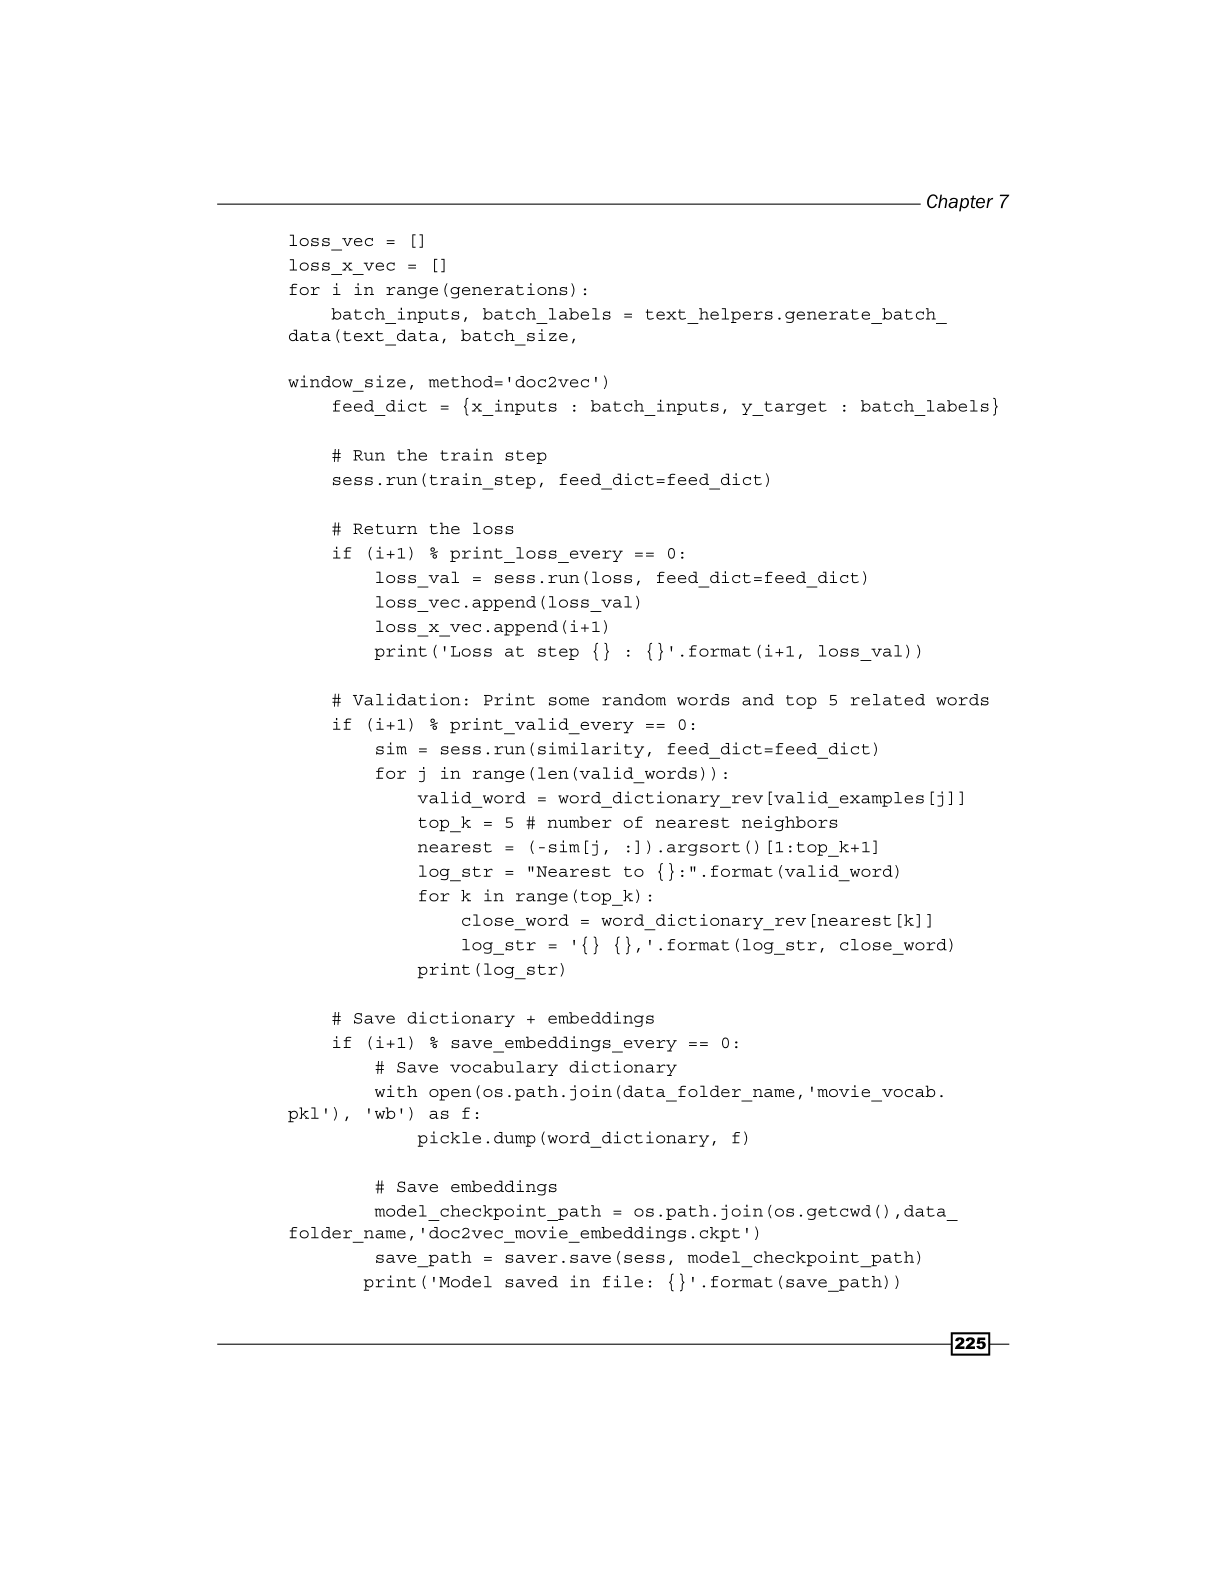 Chapter 7
loss_vec = []
loss_x_vec = []
for i in range(generations):
    batch_inputs, batch_labels = text_helpers.generate_batch_
data(text_data, batch_size,
window_size, method='doc2vec')
    feed_dict = {x_inputs : batch_inputs, y_target : batch_labels}
    # Run the train step
    sess.run(train_step, feed_dict=feed_dict)
    # Return the loss
    if (i+1) % print_loss_every == 0:
        loss_val = sess.run(loss, feed_dict=feed_dict)
        loss_vec.append(loss_val)
        loss_x_vec.append(i+1)
        print('Loss at step {} : {}'.format(i+1, loss_val))
    # Validation: Print some random words and top 5 related words
    if (i+1) % print_valid_every == 0:
        sim = sess.run(similarity, feed_dict=feed_dict)
        for j in range(len(valid_words)):
            valid_word = word_dictionary_rev[valid_examples[j]]
            top_k = 5 # number of nearest neighbors
            nearest = (-sim[j, :]).argsort()[1:top_k+1]
            log_str = "Nearest to {}:".format(valid_word)
            for k in range(top_k):
                close_word = word_dictionary_rev[nearest[k]]
                log_str = '{} {},'.format(log_str, close_word)
            print(log_str)
    # Save dictionary + embeddings
    if (i+1) % save_embeddings_every == 0:
        # Save vocabulary dictionary
        with open(os.path.join(data_folder_name,'movie_vocab.
pkl'), 'wb') as f:
            pickle.dump(word_dictionary, f)
        # Save embeddings
        model_checkpoint_path = os.path.join(os.getcwd(),data_
folder_name,'doc2vec_movie_embeddings.ckpt')
        save_path = saver.save(sess, model_checkpoint_path)
       print('Model saved in file: {}'.format(save_path))
225